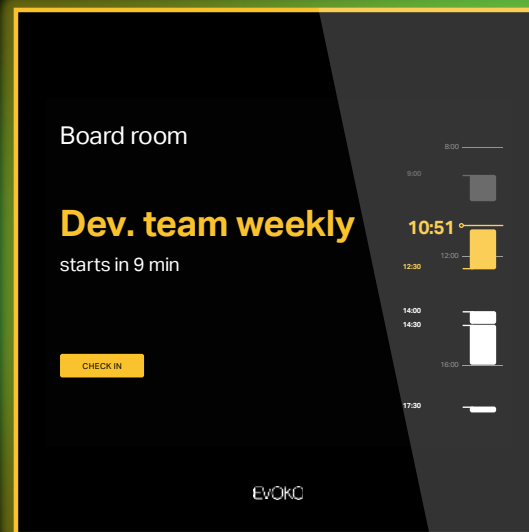 Board room
Dev. team weekly
starts in 9 min
CHECK IN
8:00
9:00
10:51
12:00
12:30
14:00
14:30
16:00
17:30
EVOKO